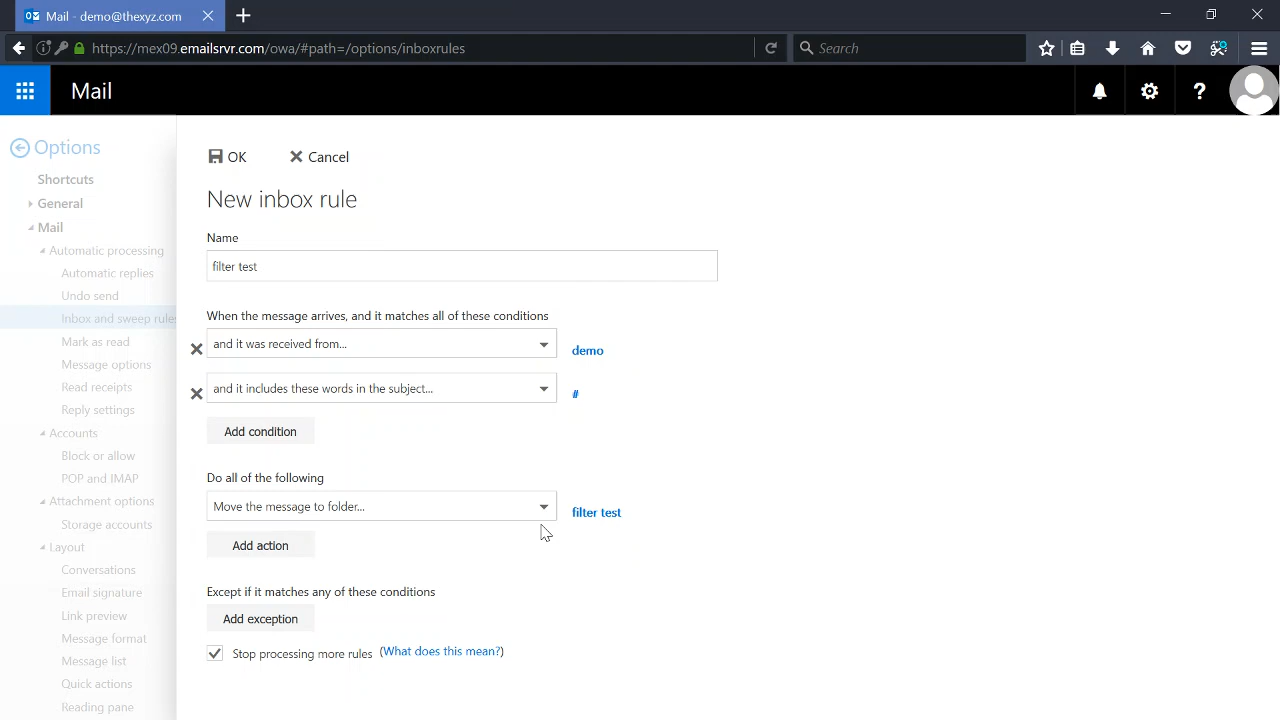 Mail - demo@thexyz.com
https://mex09.emailsrvr.com/owa/#path=/options/inboxrules
Search
Mail
Options
Shortcuts
General
Mail
Automatic processing
Automatic replies
Undo send
Inbox and sweep rules
Mark as read
Message options
Read receipts
Reply settings
Accounts
Block or allow
POP and IMAP
Attachment options
Storage accounts
Layout
Conversations
Email signature
Link preview
Message format
Message list
Quick actions
Reading pane
OK Cancel
New inbox rule
Name
filter test
When the message arrives, and it matches all of these conditions
and it was received from... demo
and it includes these words in the subject... #
Add condition
Do all of the following
Move the message to folder... filter test
Add action
Except if it matches any of these conditions
Add exception
Stop processing more rules (What does this mean?)